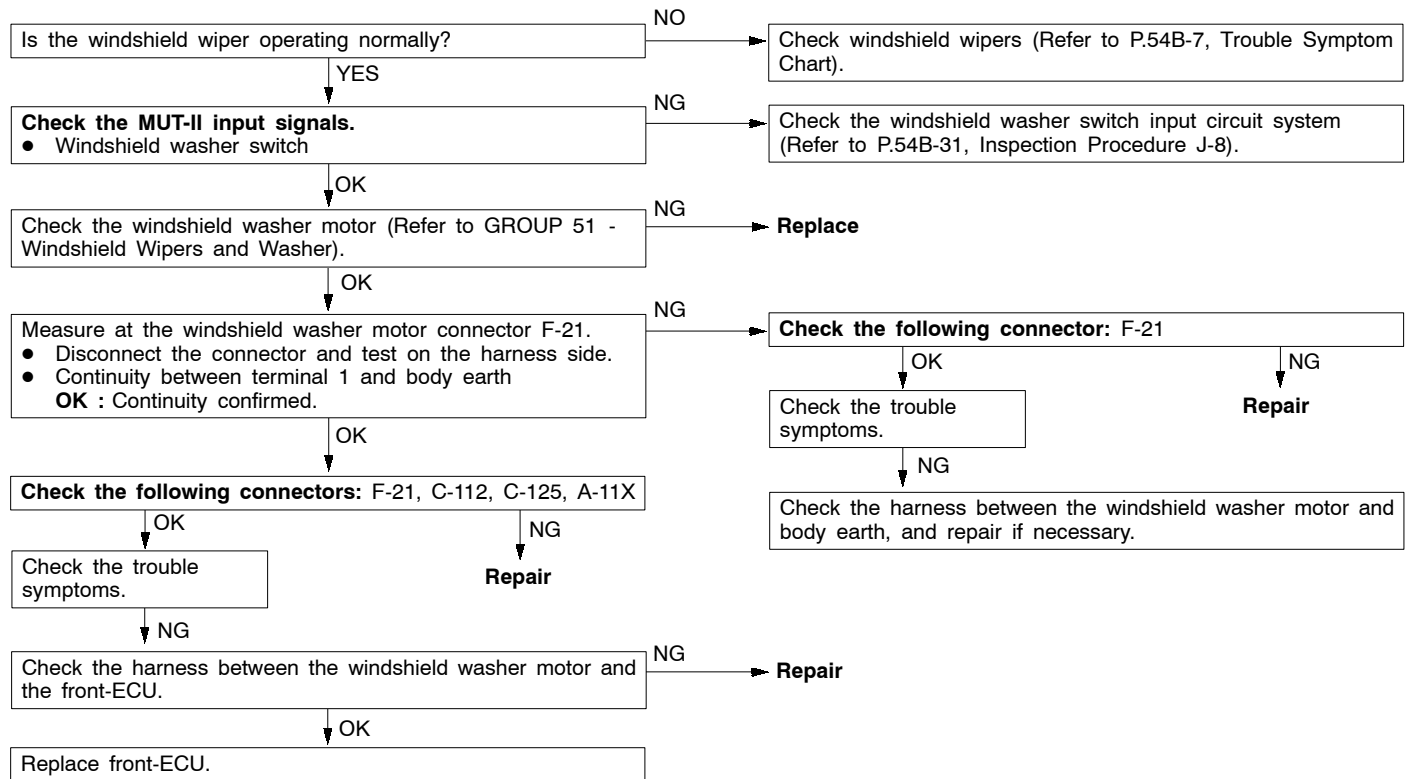 NO
Is the windshield wiper operating normally?
Check windshield wipers (Refer to P.54B-7, Trouble Symptom
Chart).
YES
NG
Check the MUT-II input signals.
● Windshield washer switch
Check the windshield washer switch input circuit system
(Refer to P.54B-31, Inspection Procedure J-8).
OK
NG
Check the windshield washer motor (Refer to GROUP 51 -
Windshield Wipers and Washer).
Replace
OK
NG
Measure at the windshield washer motor connector F-21.
● Disconnect the connector and test on the harness side.
● Continuity between terminal 1 and body earth
OK : Continuity confirmed.
Check the following connector: F-21
OK
NG
Check the trouble
symptoms.
Repair
NG
Check the harness between the windshield washer motor and
body earth, and repair if necessary.
OK
Check the following connectors: F-21, C-112, C-125, A-11X
OK
NG
Check the trouble
symptoms.
Repair
NG
Check the harness between the windshield washer motor and
the front-ECU.
NG
Repair
OK
Replace front-ECU.